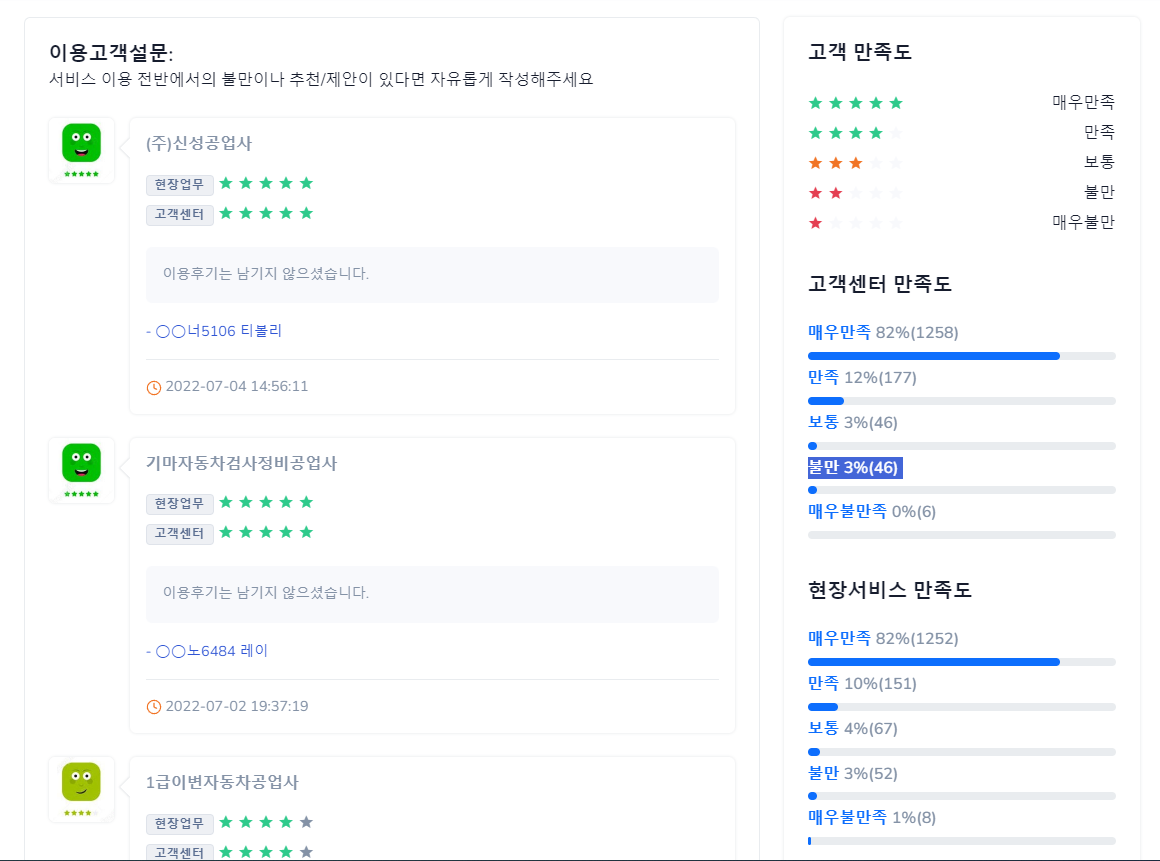 이용고객설문:
서비스 이용 전반에서의 불만이나 추천/제안이 있다면 자유롭게 작성해주세요
(주)신성공업사
현장업무
고객센터
이용후기는 남기지 않으셨습니다.
- ○○너5106 티볼리
2022-07-04 14:56:11
기마자동차검사정비공업사
현장업무
고객센터
이용후기는 남기지 않으셨습니다.
- ○○노6484 레이
2022-07-02 19:37:19
1급이변자동차공업사
현장업무
고객센터
고객 만족도
매우만족
만족
보통
불만
매우불만
고객센터 만족도
매우만족 82%(1258)
만족 12%(177)
보통 3%(46)
불만 3%(46)
매우불만족 0%(6)
현장서비스 만족도
매우만족 82%(1252)
만족 10%(151)
보통 4%(67)
불만 3%(52)
매우불만족 1%(8)